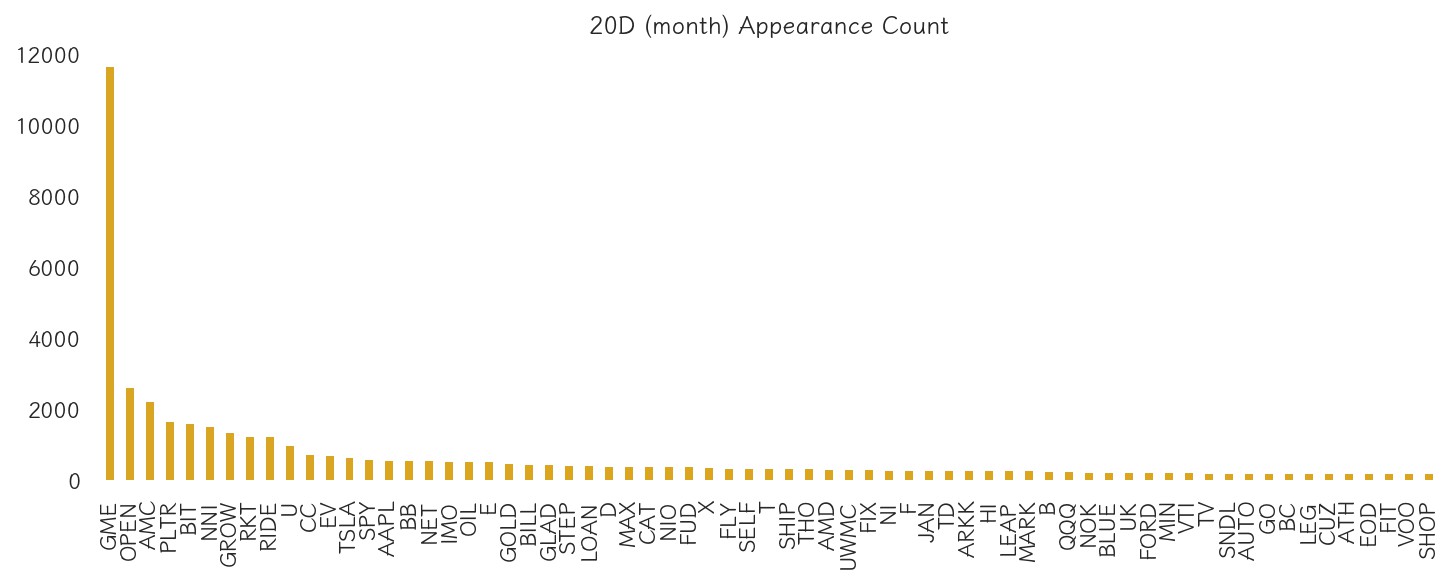 20D (month) Appearance Count
12000
10000
8000
6000
4000
2000
0
GME
OPEN
AMC
PLTR
BIT
NNI
GROW
RKT
RIDE
U
CC
EV
TSLA
SPY
AAPL
BB
NET
IMO
OIL
E
GOLD
BILL
GLAD
STEP
LOAN
D
MAX
CAT
NIO
FUD
X
FLY
SELF
T
SHIP
THO
AMD
UWMC
FIX
NI
F
JAN
TD
ARKK
HI
LEAP
MARK
B
QQQ
NOK
BLUE
UK
FORD
MIN
VTI
TV
SNDL
AUTO
GO
BC
LEG
CUZ
ATH
EOD
FIT
VOO
SHOP